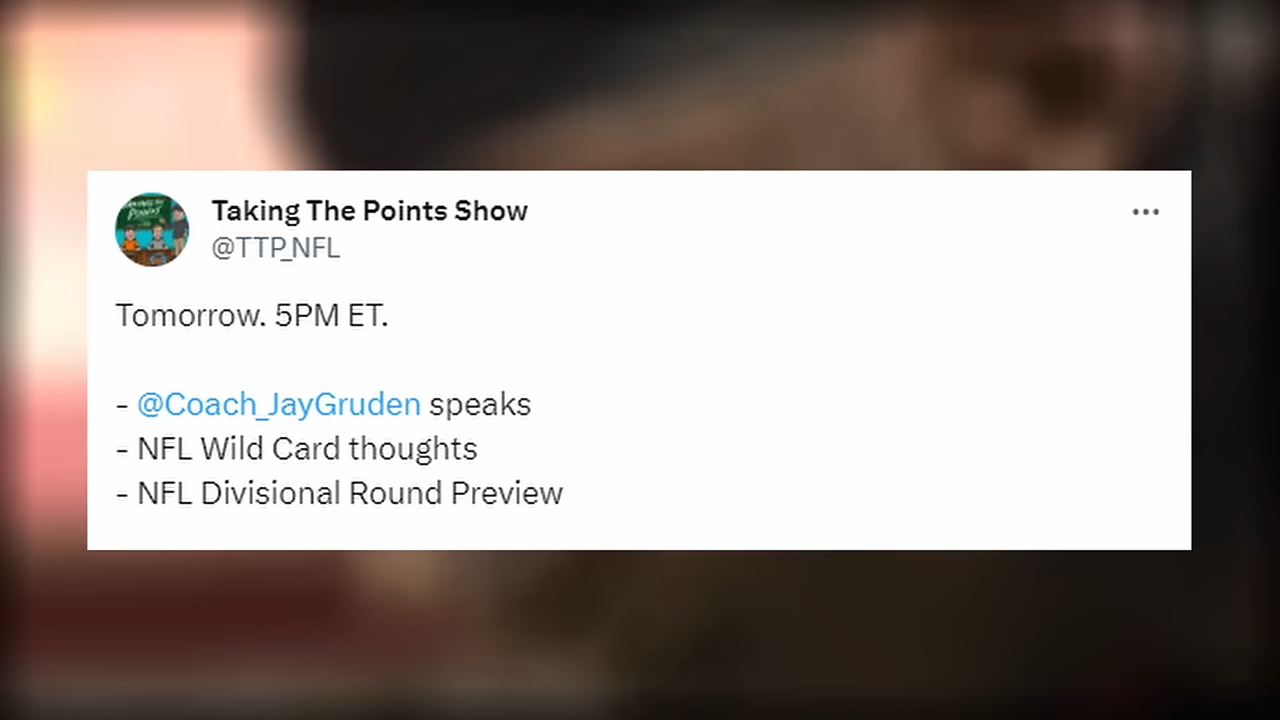 Taking The Points Show
@TTP_NFL
Tomorrow. 5PM ET.
- @Coach_JayGruden speaks
- NFL Wild Card thoughts
- NFL Divisional Round Preview